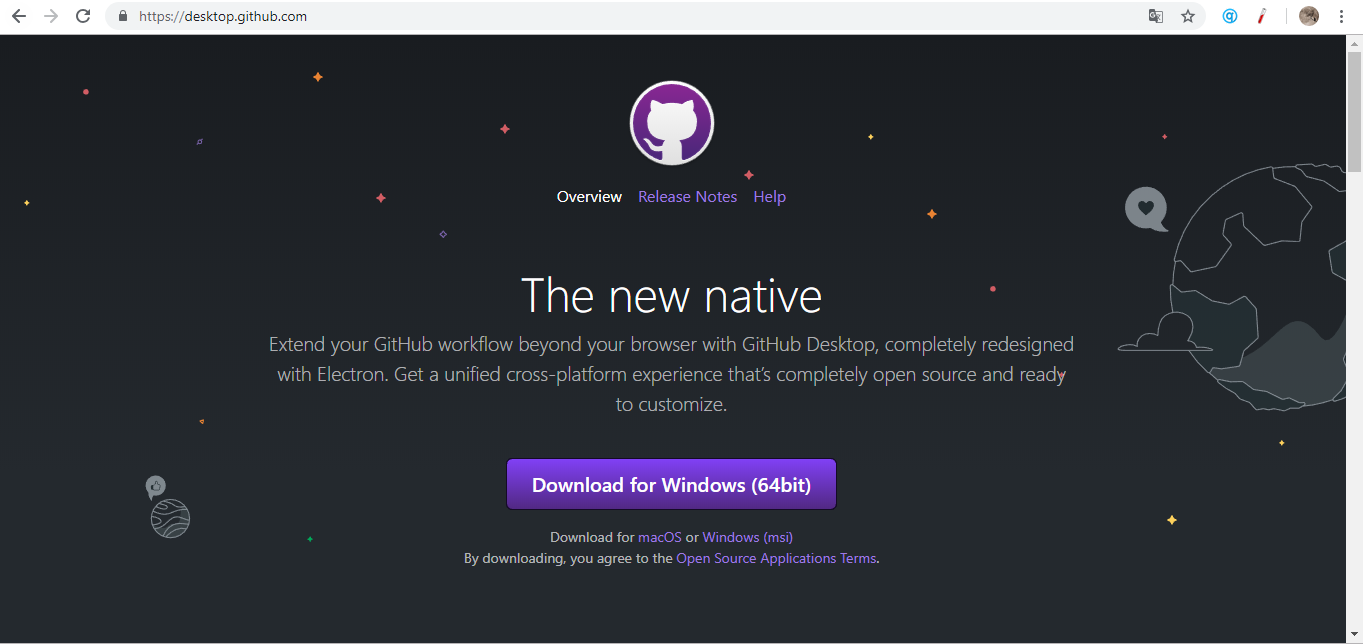 https://desktop.github.com
Overview Release Notes Help
The new native
Extend your GitHub workflow beyond your browser with GitHub Desktop, completely redesigned
with Electron. Get a unified cross-platform experience that's completely open source and ready
to customize.
Download for Windows (64bit)
Download for macOS or Windows (msi)
By downloading, you agree to the Open Source Applications Terms.